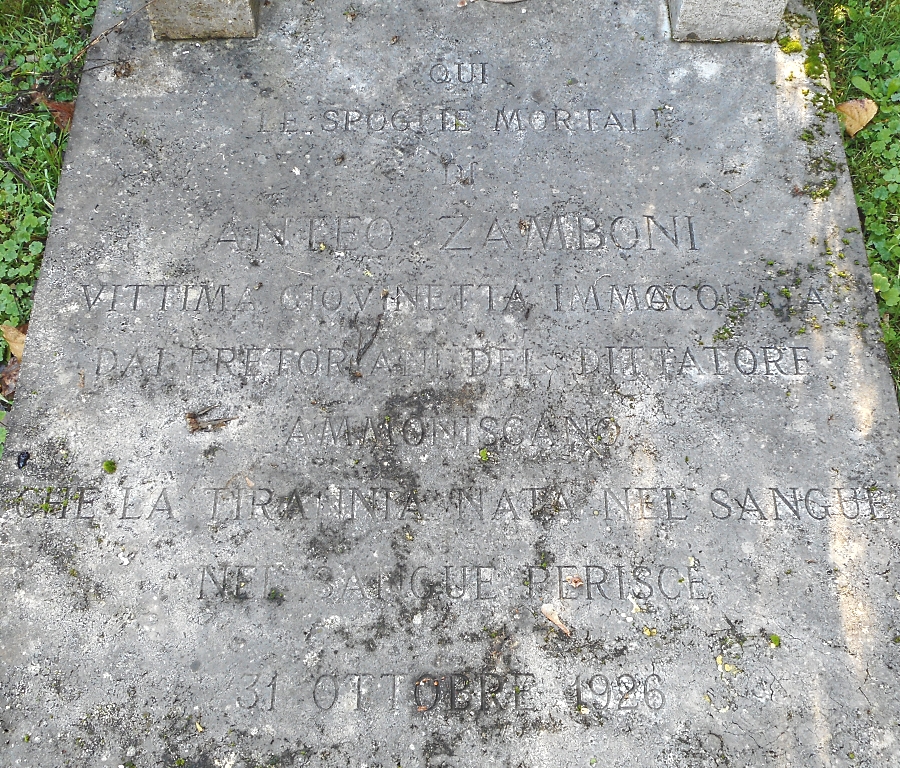 QUI
LE SPOGLIE MORTALI
DI
ANTEO ZAMBONI
VITTIMA GIOVINETTA IMMACOLATA
DAI PRETORIANI DEL DITTATORE
AMMONISCANO
CHE LA TIRANNIA NATA NEL SANGUE
NEL SANGUE PERISCE
31 OTTOBRE 1926